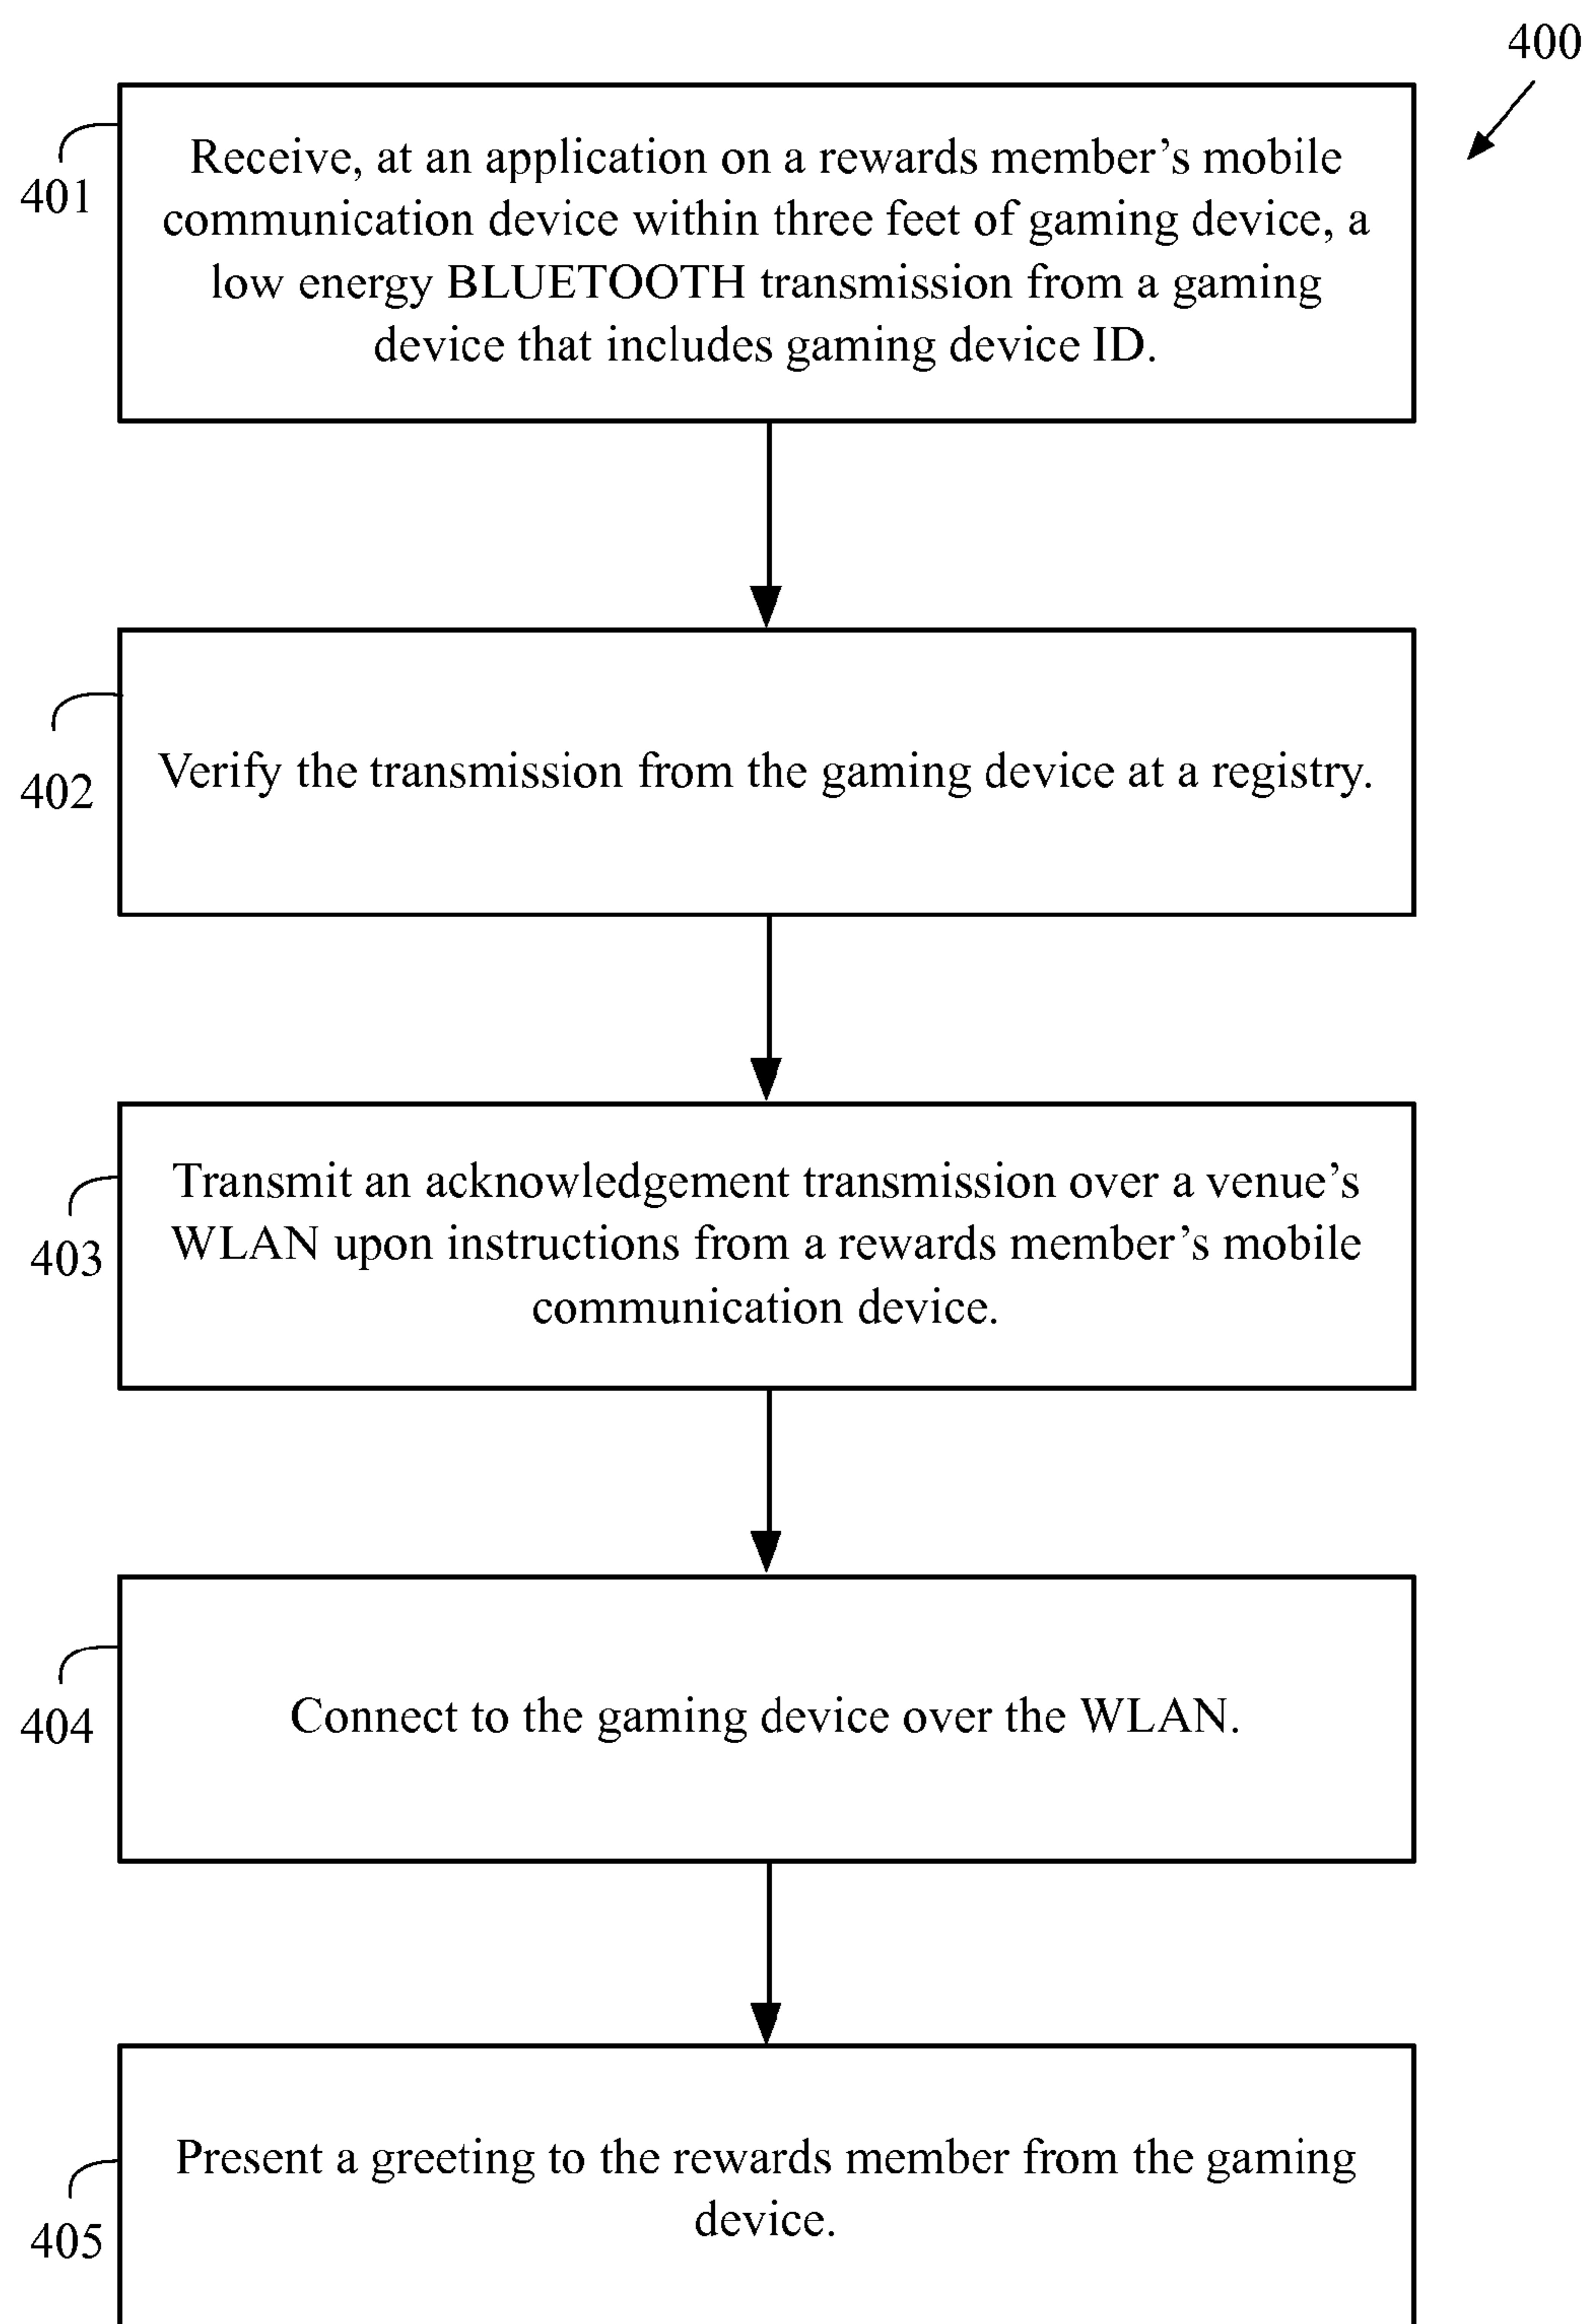 400
401
Receive, at an application on a rewards member’s mobile
communication device within three feet of gaming device, a
low energy BLUETOOTH transmission from a gaming
device that includes gaming device ID.
402
Verify the transmission from the gaming device at a registry.
403
Transmit an acknowledgement transmission over a venue’s
WLAN upon instructions from a rewards member’s mobile
communication device.
404
Connect to the gaming device over the WLAN.
405
Present a greeting to the rewards member from the gaming
device.